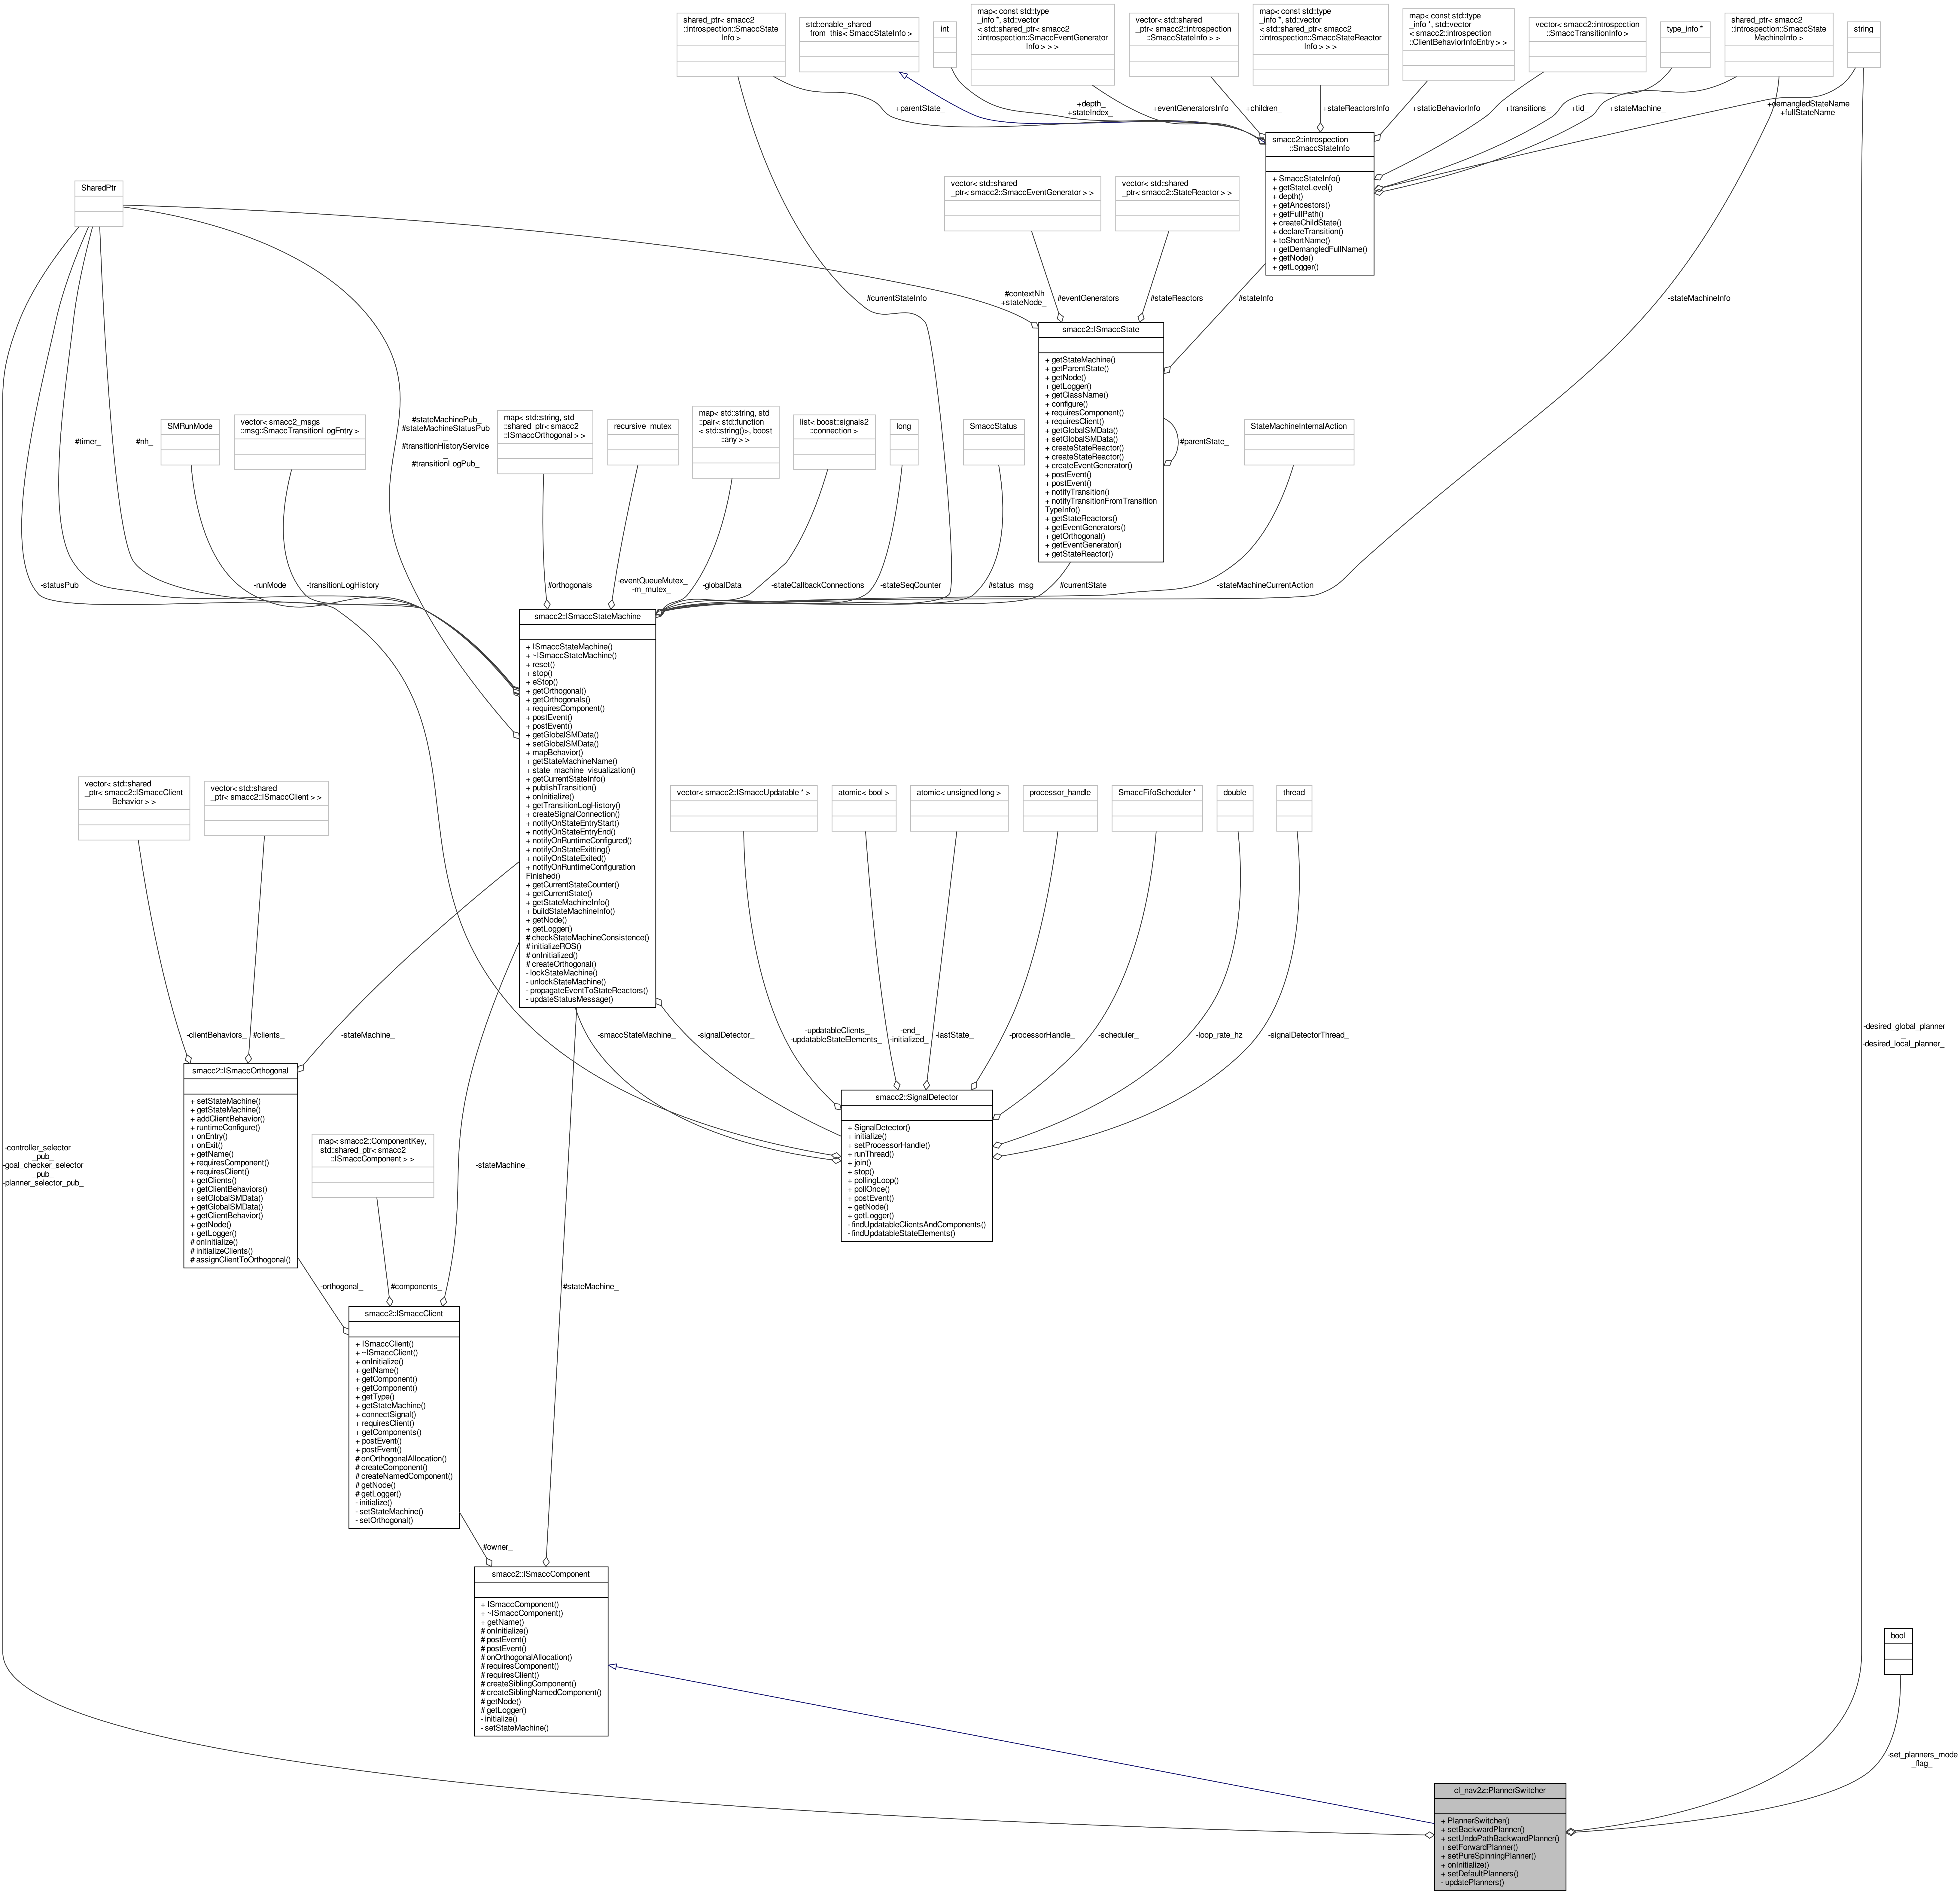 shared_ptr< smacc2
::introspection::SmaccState
Info >
std::enable_shared
_from_this< SmaccStateInfo >
int
map< const std::type
_info *, std::vector
< std::shared_ptr< smacc2
::introspection::SmaccEventGenerator
Info > > >
vector< std::shared
_ptr< smacc2::introspection
::SmaccStateInfo > >
map< const std::type
_info *, std::vector
< std::shared_ptr< smacc2
::introspection::SmaccStateReactor
Info > > >
map< const std::type
_info *, std::vector
< smacc2::introspection
::ClientBehaviorInfoEntry > >
vector< smacc2::introspection
::SmaccTransitionInfo >
type_info *
shared_ptr< smacc2
::introspection::SmaccState
MachineInfo >
string
+parentState_
+depth_
+stateIndex_
+eventGeneratorsInfo
+children_
+stateReactorsInfo
+staticBehaviorInfo
+transitions_
+tid_
+stateMachine_
+demangledStateName
+fullStateName
smacc2::introspection
::SmaccStateInfo
+ SmaccStateInfo()
+ getStateLevel()
+ depth()
+ getAncestors()
+ getFullPath()
+ createChildState()
+ declareTransition()
+ toShortName()
+ getDemangledFullName()
+ getNode()
+ getLogger()
SharedPtr
vector< std::shared
_ptr< smacc2::SmaccEventGenerator > >
vector< std::shared
_ptr< smacc2::StateReactor > >
#currentStateInfo_
#contextNh
+stateNode_
#eventGenerators_
#stateReactors_
#stateInfo_
-stateMachineInfo_
smacc2::ISmaccState
+ getStateMachine()
+ getParentState()
+ getNode()
+ getLogger()
+ getClassName()
+ configure()
+ requiresComponent()
+ requiresClient()
+ getGlobalSMData()
+ setGlobalSMData()
+ createStateReactor()
+ createStateReactor()
+ createEventGenerator()
+ postEvent()
+ postEvent()
+ notifyTransition()
+ notifyTransitionFromTransition
TypeInfo()
+ getStateReactors()
+ getEventGenerators()
+ getOrthogonal()
+ getEventGenerator()
+ getStateReactor()
#parentState_
#timer_
#nh_
SMRunMode
vector< smacc2_msgs
::msg::SmaccTransitionLogEntry >
#stateMachinePub_
#stateMachineStatusPub
_
#transitionHistoryService
_
#transitionLogPub_
map< std::string, std
::shared_ptr< smacc2
::ISmaccOrthogonal > >
recursive_mutex
map< std::string, std
::pair< std::function
< std::string()>, boost
::any > >
list< boost::signals2
::connection >
long
SmaccStatus
StateMachineInternalAction
-statusPub_
-runMode_
-transitionLogHistory_
#orthogonals_
-eventQueueMutex_
-m_mutex_
-globalData_
-stateCallbackConnections
-stateSeqCounter_
#status_msg_
#currentState_
-stateMachineCurrentAction
smacc2::ISmaccStateMachine
+ ISmaccStateMachine()
+ ~ISmaccStateMachine()
+ reset()
+ stop()
+ eStop()
+ getOrthogonal()
+ getOrthogonals()
+ requiresComponent()
+ postEvent()
+ postEvent()
+ getGlobalSMData()
+ setGlobalSMData()
+ mapBehavior()
+ getStateMachineName()
+ state_machine_visualization()
+ getCurrentStateInfo()
+ publishTransition()
+ onInitialize()
+ getTransitionLogHistory()
+ createSignalConnection()
+ notifyOnStateEntryStart()
+ notifyOnStateEntryEnd()
+ notifyOnRuntimeConfigured()
+ notifyOnStateExitting()
+ notifyOnStateExited()
+ notifyOnRuntimeConfiguration
Finished()
+ getCurrentStateCounter()
+ getCurrentState()
+ getStateMachineInfo()
+ buildStateMachineInfo()
+ getNode()
+ getLogger()
# checkStateMachineConsistence()
# initializeROS()
# onInitialized()
# createOrthogonal()
- lockStateMachine()
- unlockStateMachine()
- propagateEventToStateReactors()
- updateStatusMessage()
vector< std::shared
_ptr< smacc2::ISmaccClient
Behavior > >
vector< std::shared
_ptr< smacc2::ISmaccClient > >
vector< smacc2::ISmaccUpdatable * >
atomic< bool >
atomic< unsigned long >
processor_handle
SmaccFifoScheduler *
double
thread
-clientBehaviors_
#clients_
-stateMachine_
-smaccStateMachine_
-signalDetector_
-updatableClients_
-updatableStateElements_
-end_
-initialized_
-lastState_
-processorHandle_
-scheduler_
-loop_rate_hz
-signalDetectorThread_
-desired_global_planner
_
-desired_local_planner_
smacc2::ISmaccOrthogonal
+ setStateMachine()
+ getStateMachine()
+ addClientBehavior()
+ runtimeConfigure()
+ onEntry()
+ onExit()
+ getName()
+ requiresComponent()
+ requiresClient()
+ getClients()
+ getClientBehaviors()
+ setGlobalSMData()
+ getGlobalSMData()
+ getClientBehavior()
+ getNode()
+ getLogger()
# onInitialize()
# initializeClients()
# assignClientToOrthogonal()
smacc2::SignalDetector
+ SignalDetector()
+ initialize()
+ setProcessorHandle()
+ runThread()
+ join()
+ stop()
+ pollingLoop()
+ pollOnce()
+ postEvent()
+ getNode()
+ getLogger()
- findUpdatableClientsAndComponents()
- findUpdatableStateElements()
-controller_selector
_pub_
-goal_checker_selector
_pub_
-planner_selector_pub_
map< smacc2::ComponentKey,
std::shared_ptr< smacc2
::ISmaccComponent > >
-stateMachine_
-orthogonal_
#components_
#stateMachine_
smacc2::ISmaccClient
+ ISmaccClient()
+ ~ISmaccClient()
+ onInitialize()
+ getName()
+ getComponent()
+ getComponent()
+ getType()
+ getStateMachine()
+ connectSignal()
+ requiresClient()
+ getComponents()
+ postEvent()
+ postEvent()
# onOrthogonalAllocation()
# createComponent()
# createNamedComponent()
# getNode()
# getLogger()
- initialize()
- setStateMachine()
- setOrthogonal()
#owner_
smacc2::ISmaccComponent
+ ISmaccComponent()
+ ~ISmaccComponent()
+ getName()
# onInitialize()
# postEvent()
# postEvent()
# onOrthogonalAllocation()
# requiresComponent()
# requiresClient()
# createSiblingComponent()
# createSiblingNamedComponent()
# getNode()
# getLogger()
- initialize()
- setStateMachine()
bool
-set_planners_mode
_flag_
cl_nav2z::PlannerSwitcher
+ PlannerSwitcher()
+ setBackwardPlanner()
+ setUndoPathBackwardPlanner()
+ setForwardPlanner()
+ setPureSpinningPlanner()
+ onInitialize()
+ setDefaultPlanners()
- updatePlanners()